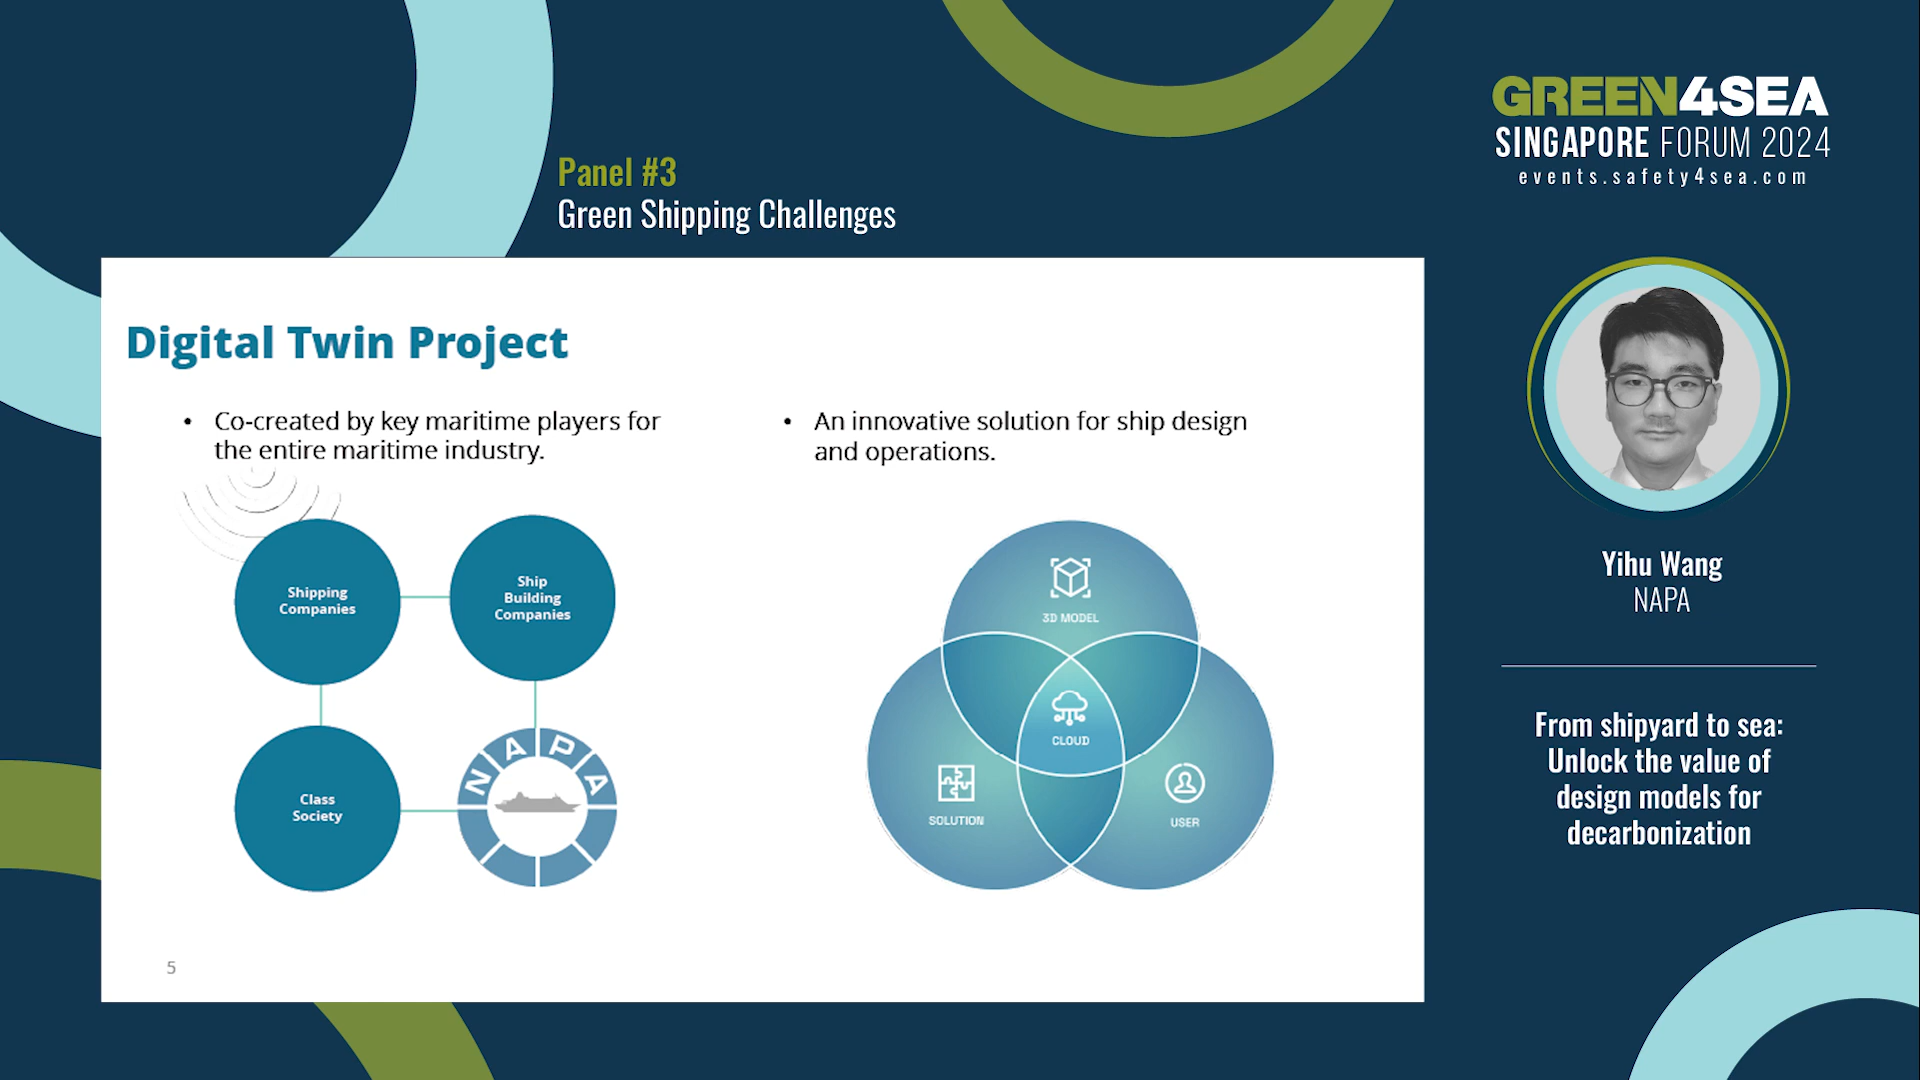 GREEN4SEA
SINGAPORE FORUM 2024
events.safety4sea.com
Panel #3
Green Shipping Challenges
Digital Twin Project
• Co-created by key maritime players for
the entire maritime industry.
• An innovative solution for ship design
and operations.
Shipping
Companies
Ship
Building
Companies
Class
Society
NAPA
3D MODEL
CLOUD
SOLUTION
USER
5
Yihu Wang
NAPA
From shipyard to sea:
Unlock the value of
design models for
decarbonization